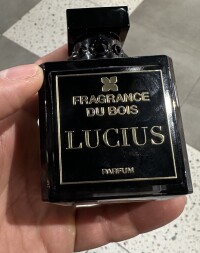 FRAGRANCE
DU BOIS
LUCIUS
PARFUM